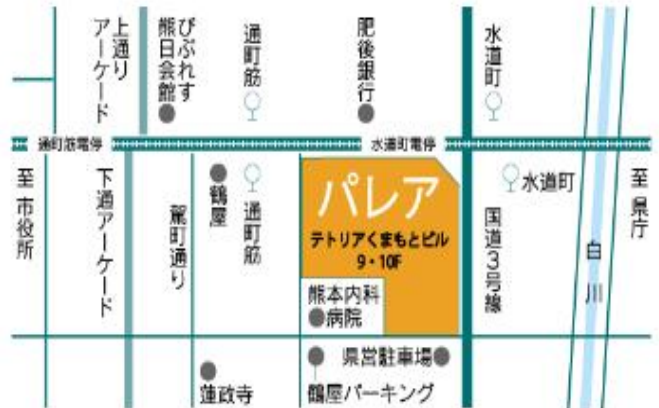 上通り
アーケード
びぷれす
熊日会館
通町筋
肥後銀行
水道町
通町筋電停
水道町電停
至 市役所
下通アーケード
駕町通り
鶴屋
通町筋
パレア
テトリアくまもとビル
9・10F
国道3号線
水道町
白川
至 県庁
熊本内科
病院
蓮政寺
県営駐車場
鶴屋パーキング